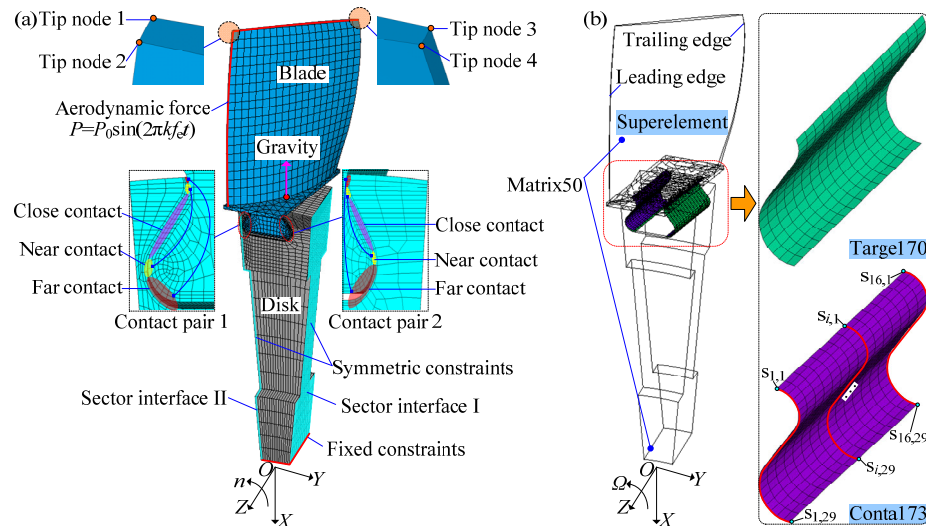 (a)
Tip node 1
Tip node 2
Tip node 3
Tip node 4
Blade
Aerodynamic force
P=P₀sin(2πkfₑt)
Gravity
Close contact
Near contact
Far contact
Contact pair 1
Close contact
Near contact
Far contact
Contact pair 2
Disk
Symmetric constraints
Sector interface II
Sector interface I
Fixed constraints
O
n
Y
Z
X
(b)
Trailing edge
Leading edge
Superelement
Matrix50
Targe170
S16,1
Si,1
S1,1
...
S16,29
Si,29
S1,29
Conta173
O
Ω
Y
Z
X